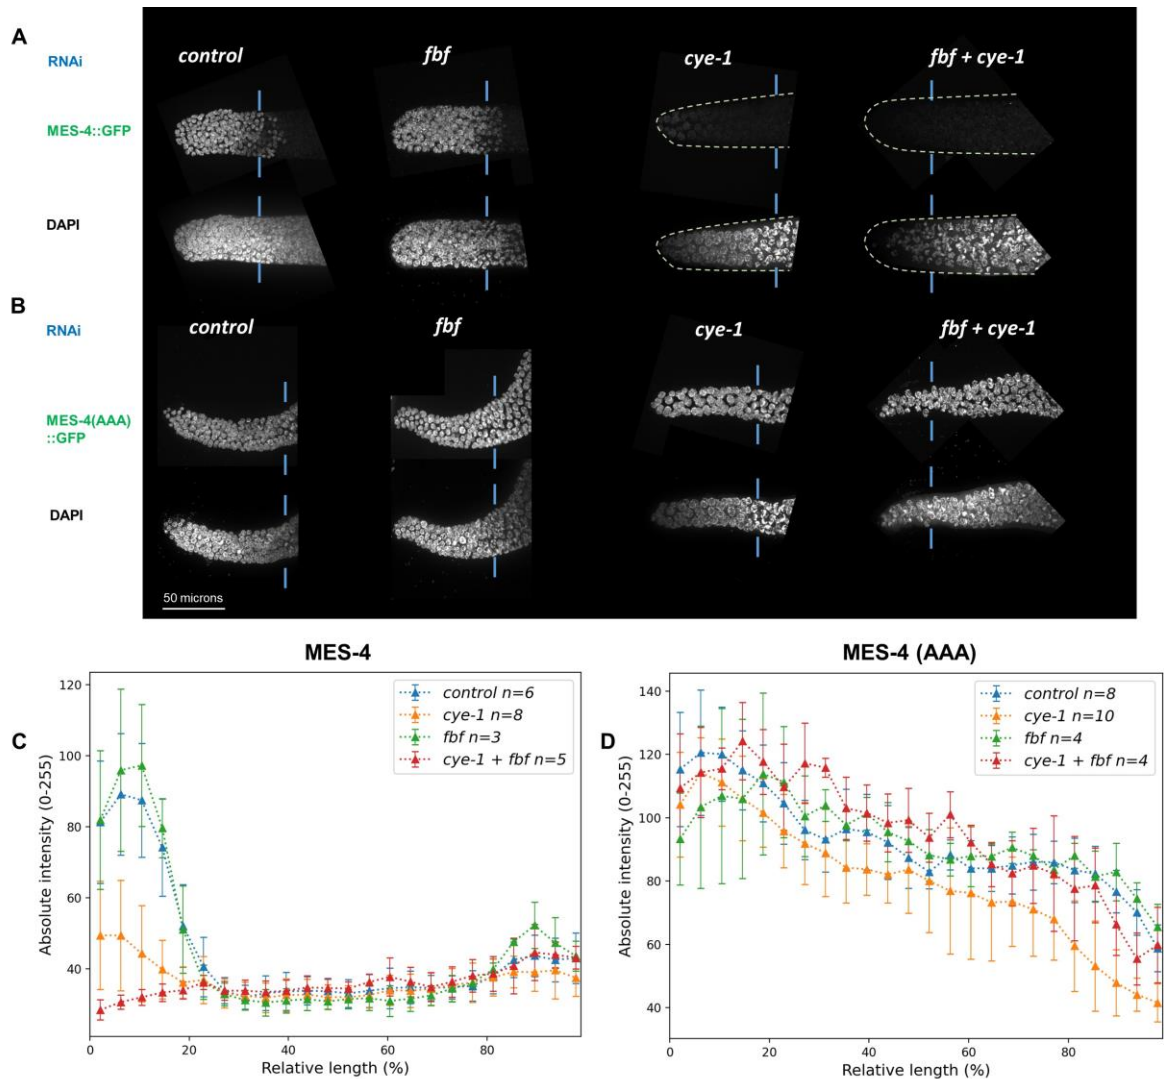 A
RNAi
control
fbf
cye-1
fbf + cye-1
MES-4::GFP
DAPI
B
RNAi
control
fbf
cye-1
fbf + cye-1
MES-4(AAA)
::GFP
DAPI
50 microns
MES-4
C
120
100
80
60
40
Absolute intensity (0-255)
control n=6
cye-1 n=8
fbf n=3
cye-1 + fbf n=5
0 20 40 60 80
Relative length (%)
MES-4 (AAA)
D
140
120
100
80
60
40
Absolute intensity (0-255)
control n=8
cye-1 n=10
fbf n=4
cye-1 + fbf n=4
0 20 40 60 80
Relative length (%)